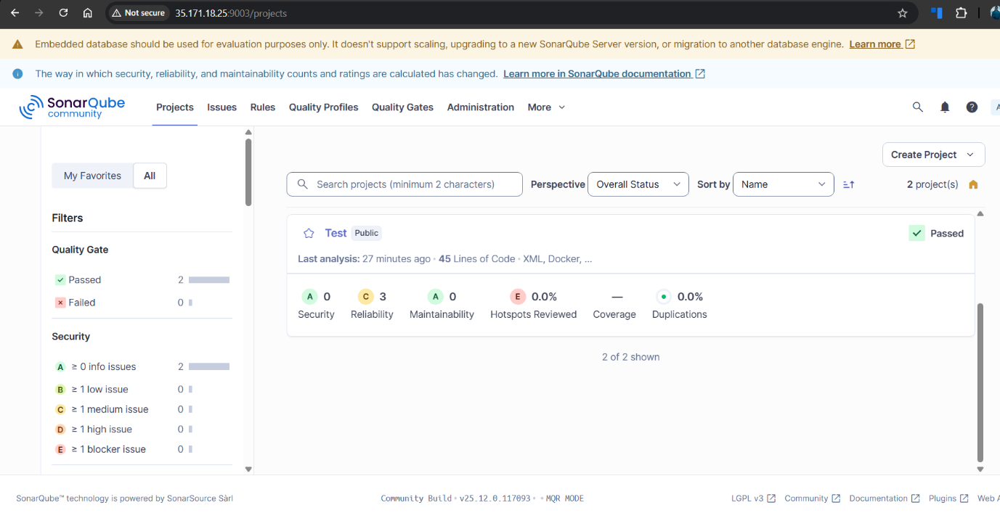 Not secure 35.171.18.25:9003/projects
Embedded database should be used for evaluation purposes only. It doesn't support scaling, upgrading to a new SonarQube Server version, or migration to another database engine. Learn more
The way in which security, reliability, and maintainability counts and ratings are calculated has changed. Learn more in SonarQube documentation
SonarQube
community
Projects Issues Rules Quality Profiles Quality Gates Administration More
A
My Favorites All
Filters
Quality Gate
Passed 2
Failed 0
Security
A ≥ 0 info issues 2
B ≥ 1 low issue 0
C ≥ 1 medium issue 0
D ≥ 1 high issue 0
E ≥ 1 blocker issue 0
Create Project
Search projects (minimum 2 characters) Perspective Overall Status Sort by Name 2 project(s)
Test Public Passed
Last analysis: 27 minutes ago · 45 Lines of Code · XML, Docker, ...
A 0 C 3 A 0 E 0.0% — 0.0%
Security Reliability Maintainability Hotspots Reviewed Coverage Duplications
2 of 2 shown
SonarQube™ technology is powered by SonarSource Sàrl
Community Build · v25.12.0.117093 · · MQR MODE
LGPL v3 Community Documentation Plugins Web A